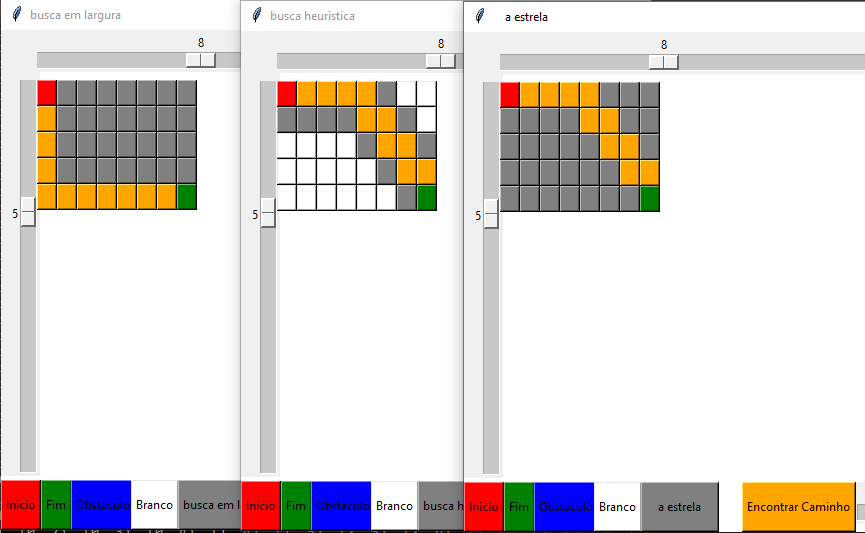 busca em largura
8
5
Inicio
Fim
Obstaculo
Branco
busca em l
busca heuristica
8
5
Inicio
Fim
Obstaculo
Branco
busca h
a estrela
8
5
Inicio
Fim
Obstaculo
Branco
a estrela
Encontrar Caminho